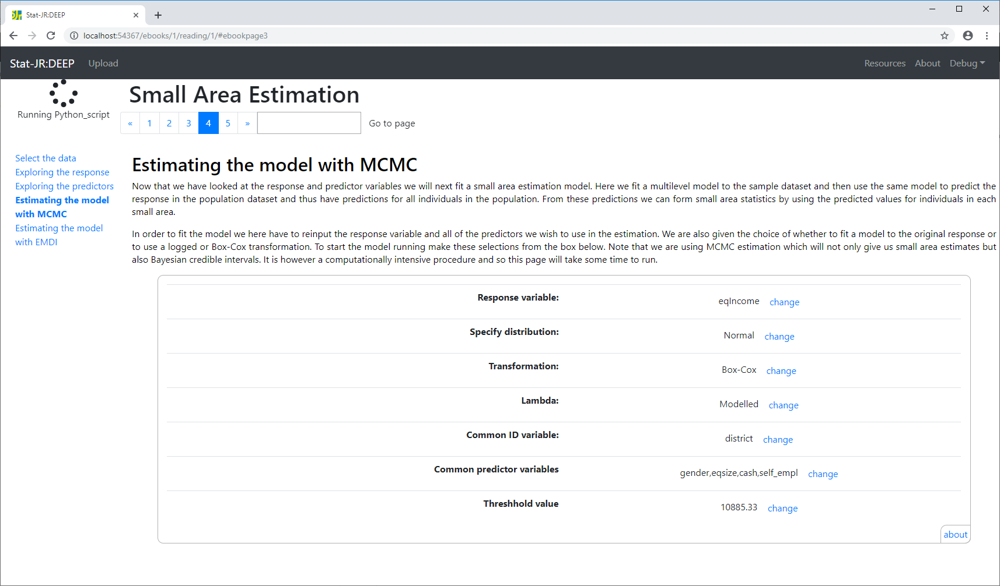 Stat-JR:DEEP
localhost:54367/ebooks/1/reading/1/#ebookpage3
Stat-JR:DEEP Upload Resources About Debug
Running Python_script
Small Area Estimation
« 1 2 3 4 5 » Go to page
Select the data
Exploring the response
Exploring the predictors
Estimating the model
with MCMC
Estimating the model
with EMDI
Estimating the model with MCMC
Now that we have looked at the response and predictor variables we will next fit a small area estimation model. Here we fit a multilevel model to the sample dataset and then use the same model to predict the
response in the population dataset and thus have predictions for all individuals in the population. From these predictions we can form small area statistics by using the predicted values for individuals in each
small area.
In order to fit the model we here have to reinput the response variable and all of the predictors we wish to use in the estimation. We are also given the choice of whether to fit a model to the original response or
to use a logged or Box-Cox transformation. To start the model running make these selections from the box below. Note that we are using MCMC estimation which will not only give us small area estimates but
also Bayesian credible intervals. It is however a computationally intensive procedure and so this page will take some time to run.
Response variable: eqIncome change
Specify distribution: Normal change
Transformation: Box-Cox change
Lambda: Modelled change
Common ID variable: district change
Common predictor variables gender,eqsize,cash,self_empl change
Threshhold value 10885.33 change
about